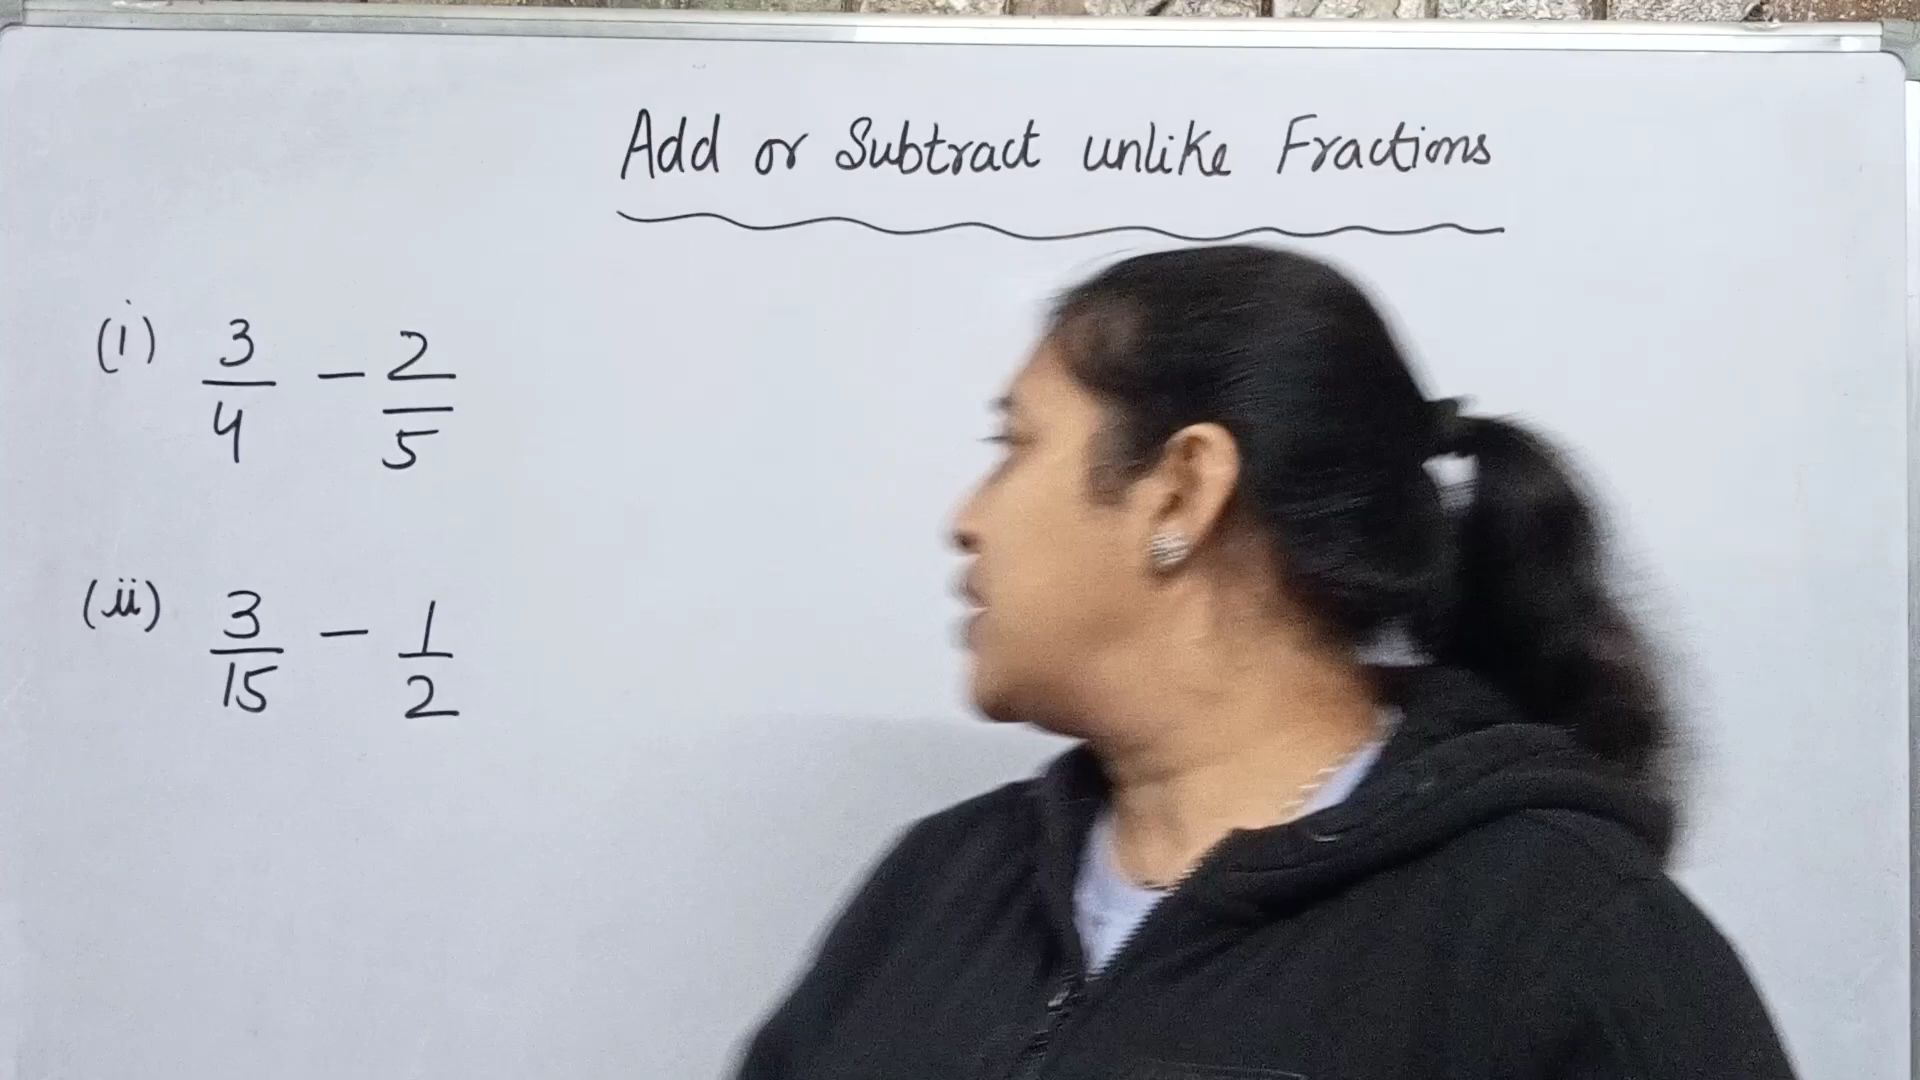 Add or Subtract unlike Fractions
(i) 3/4 - 2/5
(ii) 3/15 - 1/2